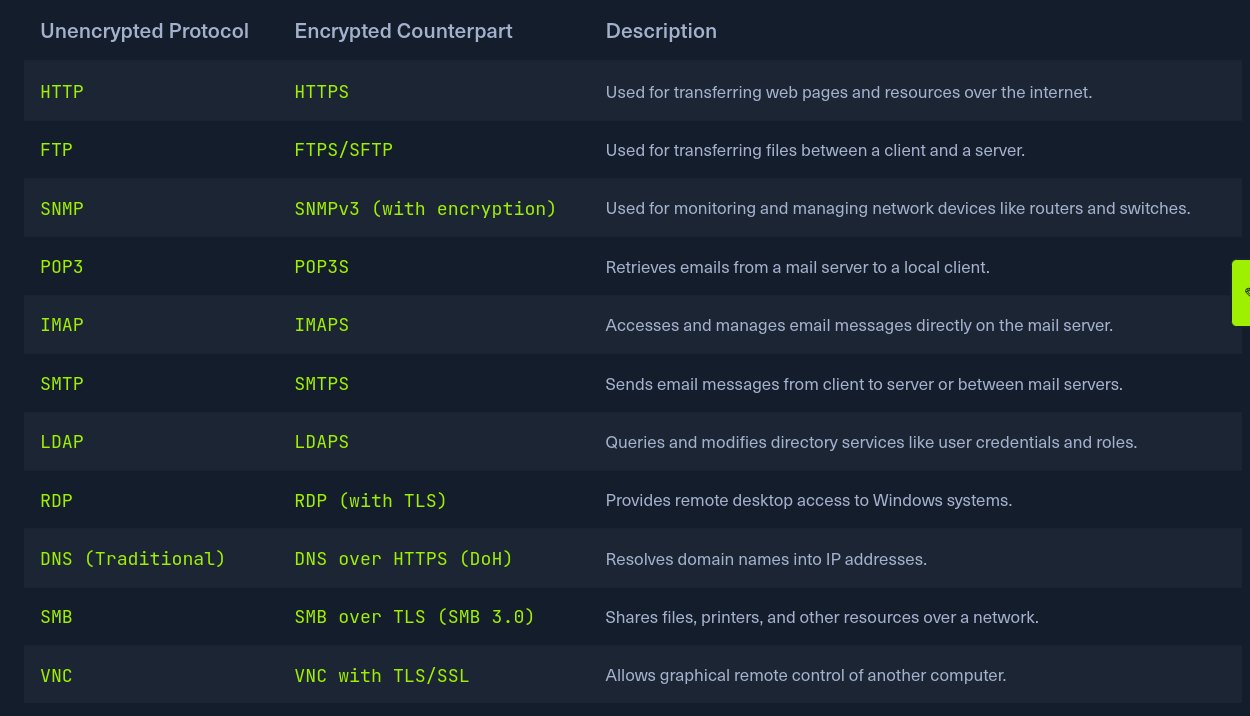 Unencrypted Protocol Encrypted Counterpart Description
HTTP HTTPS Used for transferring web pages and resources over the internet.
FTP FTPS/SFTP Used for transferring files between a client and a server.
SNMP SNMPv3 (with encryption) Used for monitoring and managing network devices like routers and switches.
POP3 POP3S Retrieves emails from a mail server to a local client.
IMAP IMAPS Accesses and manages email messages directly on the mail server.
SMTP SMTPS Sends email messages from client to server or between mail servers.
LDAP LDAPS Queries and modifies directory services like user credentials and roles.
RDP RDP (with TLS) Provides remote desktop access to Windows systems.
DNS (Traditional) DNS over HTTPS (DoH) Resolves domain names into IP addresses.
SMB SMB over TLS (SMB 3.0) Shares files, printers, and other resources over a network.
VNC VNC with TLS/SSL Allows graphical remote control of another computer.